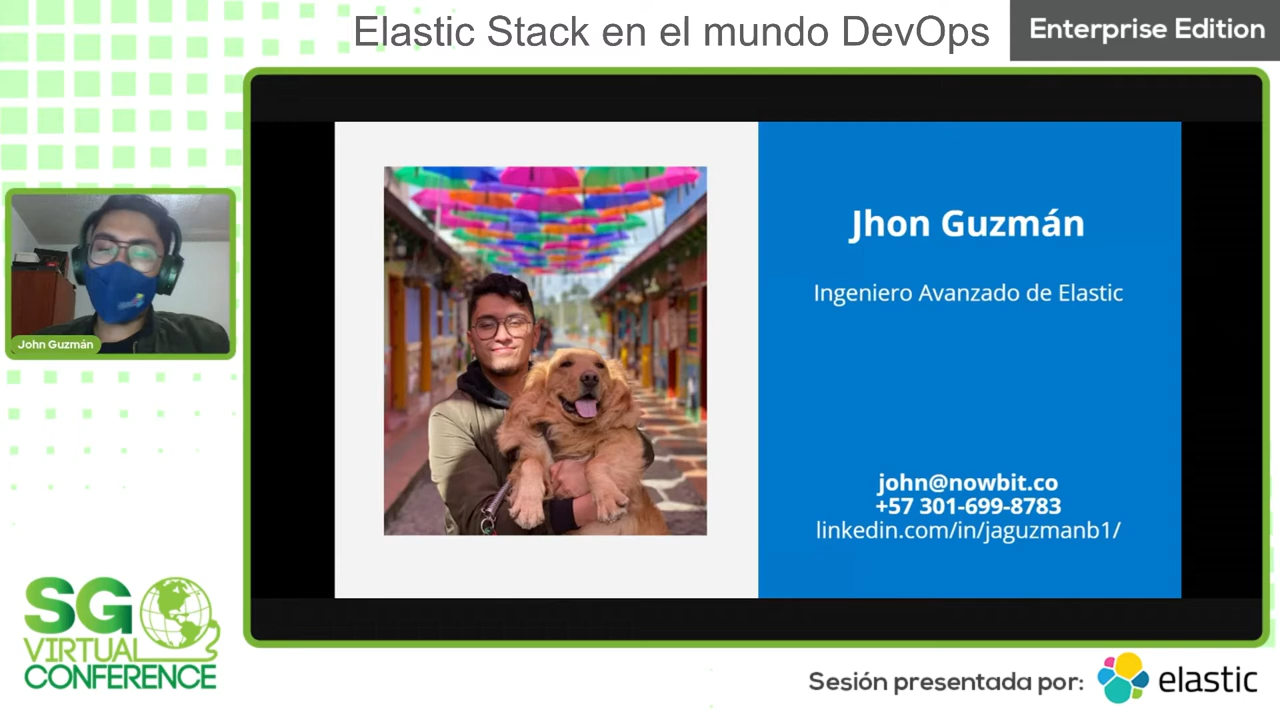 Elastic Stack en el mundo DevOps
Enterprise Edition
Jhon Guzmán
Ingeniero Avanzado de Elastic
John Guzmán
john@nowbit.co
+57 301-699-8783
linkedin.com/in/jaguzmanb1/
SG
VIRTUAL
CONFERENCE
Sesión presentada por:
elastic